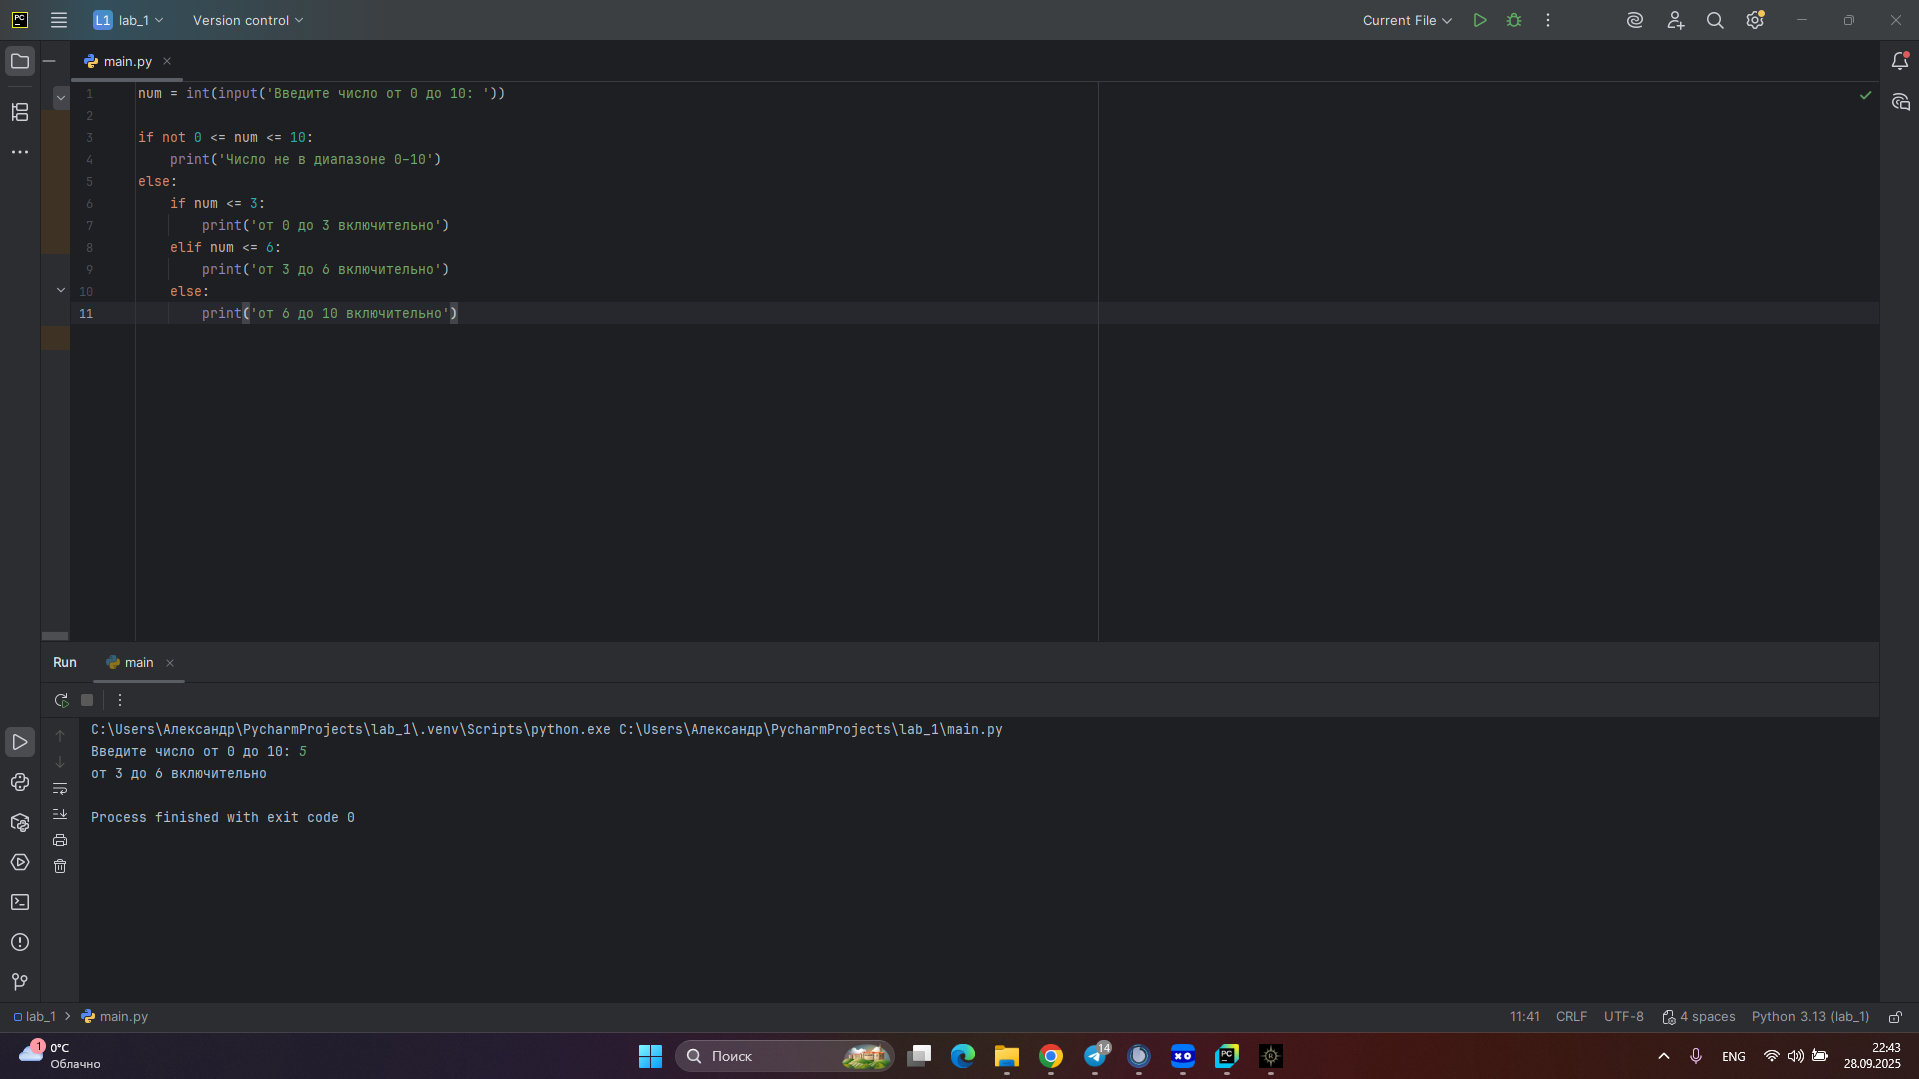 PC L1 lab_1 Version control Current File
main.py
1 num = int(input('Введите число от 0 до 10: '))
2
3 if not 0 <= num <= 10:
4     print('Число не в диапазоне 0-10')
5 else:
6     if num <= 3:
7         print('от 0 до 3 включительно')
8     elif num <= 6:
9         print('от 3 до 6 включительно')
10     else:
11         print('от 6 до 10 включительно')
Run main
C:\Users\Александр\PycharmProjects\lab_1\.venv\Scripts\python.exe C:\Users\Александр\PycharmProjects\lab_1\main.py
Введите число от 0 до 10: 5
от 3 до 6 включительно
Process finished with exit code 0
lab_1 main.py 11:41 CRLF UTF-8 4 spaces Python 3.13 (lab_1)
1 0°C
Облачно
Поиск
14
XO
PC
ENG
22:43
28.09.2025